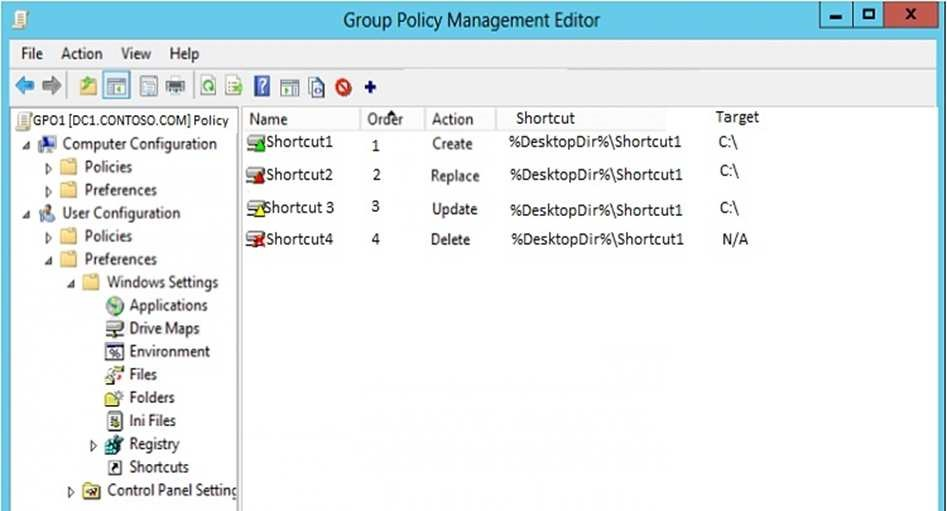 Group Policy Management Editor
File Action View Help
GPO1 [DC1.CONTOSO.COM] Policy
Computer Configuration
Policies
Preferences
User Configuration
Policies
Preferences
Windows Settings
Applications
Drive Maps
Environment
Files
Folders
Ini Files
Registry
Shortcuts
Control Panel Setting
Name Order Action Shortcut Target
Shortcut1 1 Create %DesktopDir%\Shortcut1 C:\
Shortcut2 2 Replace %DesktopDir%\Shortcut1 C:\
Shortcut 3 3 Update %DesktopDir%\Shortcut1 C:\
Shortcut4 4 Delete %DesktopDir%\Shortcut1 N/A